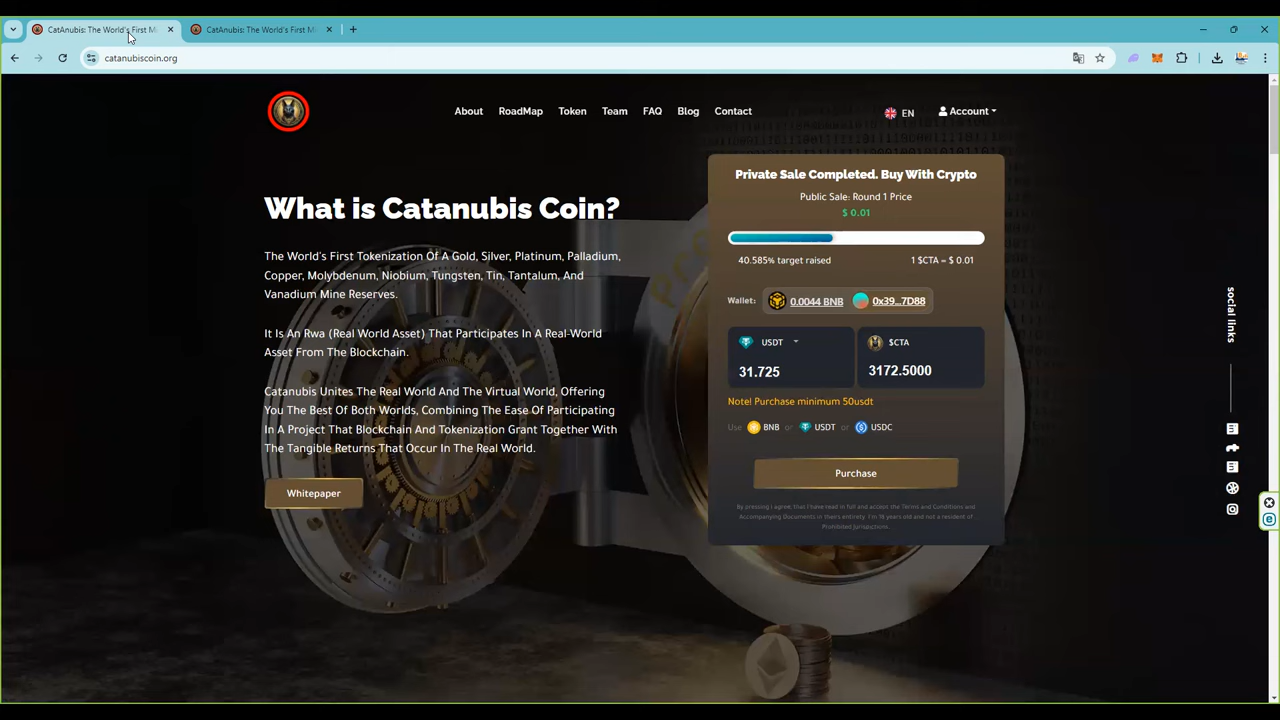 CatAnubis: The World's First M
CatAnubis: The World's First M
catanubiscoin.org
About RoadMap Token Team FAQ Blog Contact
EN
Account
What is Catanubis Coin?
The World's First Tokenization Of A Gold, Silver, Platinum, Palladium,
Copper, Molybdenum, Niobium, Tungsten, Tin, Tantalum, And
Vanadium Mine Reserves.
It Is An Rwa (Real World Asset) That Participates In A Real-World
Asset From The Blockchain.
Catanubis Unites The Real World And The Virtual World, Offering
You The Best Of Both Worlds, Combining The Ease Of Participating
In A Project That Blockchain And Tokenization Grant Together With
The Tangible Returns That Occur In The Real World.
Whitepaper
Private Sale Completed. Buy With Crypto
Public Sale: Round 1 Price
$ 0.01
40.585% target raised 1 $CTA = $ 0.01
Wallet: 0.0044 BNB 0x39...7D88
USDT $CTA
31.725 3172.5000
Note! Purchase minimum 50usdt
Use BNB or USDT or USDC
Purchase
By pressing I agree, that I have read in full and accept the Terms and Conditions and
Accompanying Documents in theirs entirety. I'm 18 years old and not a resident of
Prohibited Jurisdictions.
social links